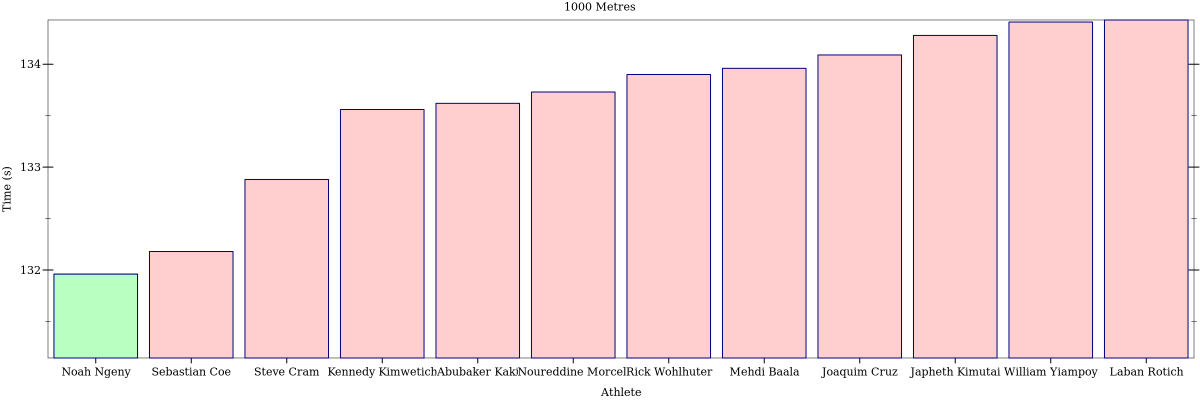 1000 Metres
Time (s)
134
133
132
Noah Ngeny
Sebastian Coe
Steve Cram
Kennedy Kimwetich
Abubaker Kaki
Noureddine Morceli
Rick Wohlhuter
Mehdi Baala
Joaquim Cruz
Japheth Kimutai
William Yiampoy
Laban Rotich
Athlete